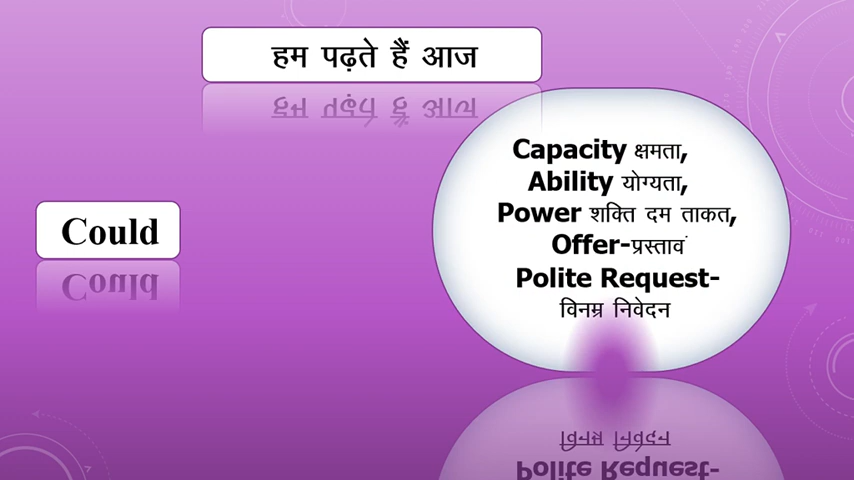 हम पढ़ते हैं आज
Could
Capacity क्षमता,
Ability योग्यता,
Power शक्ति दम ताकत,
Offer-प्रस्तावं
Polite Request-
विनम्र निवेदन